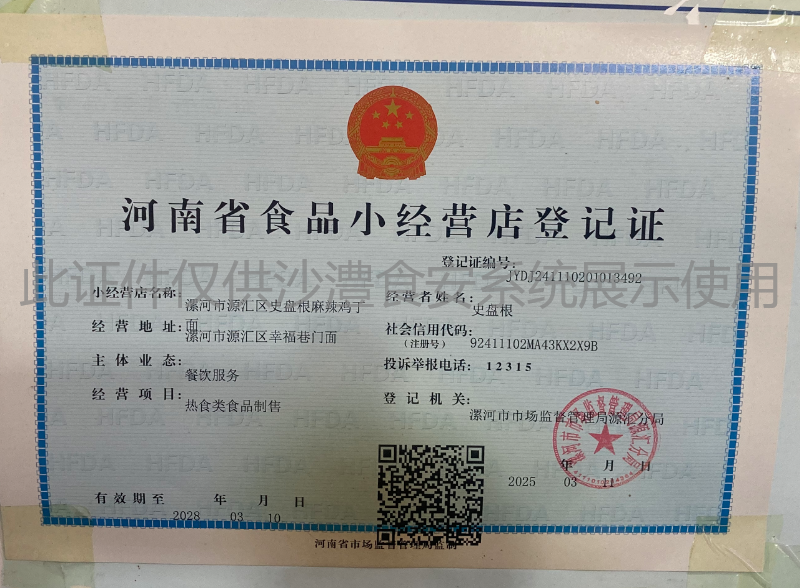 河南省食品小经营店登记证
登记证编号:
JYDJ241110201013492
此证件仅供沙澧食安系统展示使用
小经营店名称:
漯河市源汇区史盘根麻辣鸡丁面
经营者姓名:
史盘根
经营地址:
漯河市源汇区幸福巷门面
社会信用代码:
(注册号)
92411102MA43KX2X9B
主体业态:
餐饮服务
投诉举报电话: 12315
经营项目:
热食类食品制售
登记机关:
漯河市市场监督管理局源汇分局
年 月 日
2025 03 11
有效期至 年 月 日
2028 03 10
河南省市场监督管理局监制
HFDA